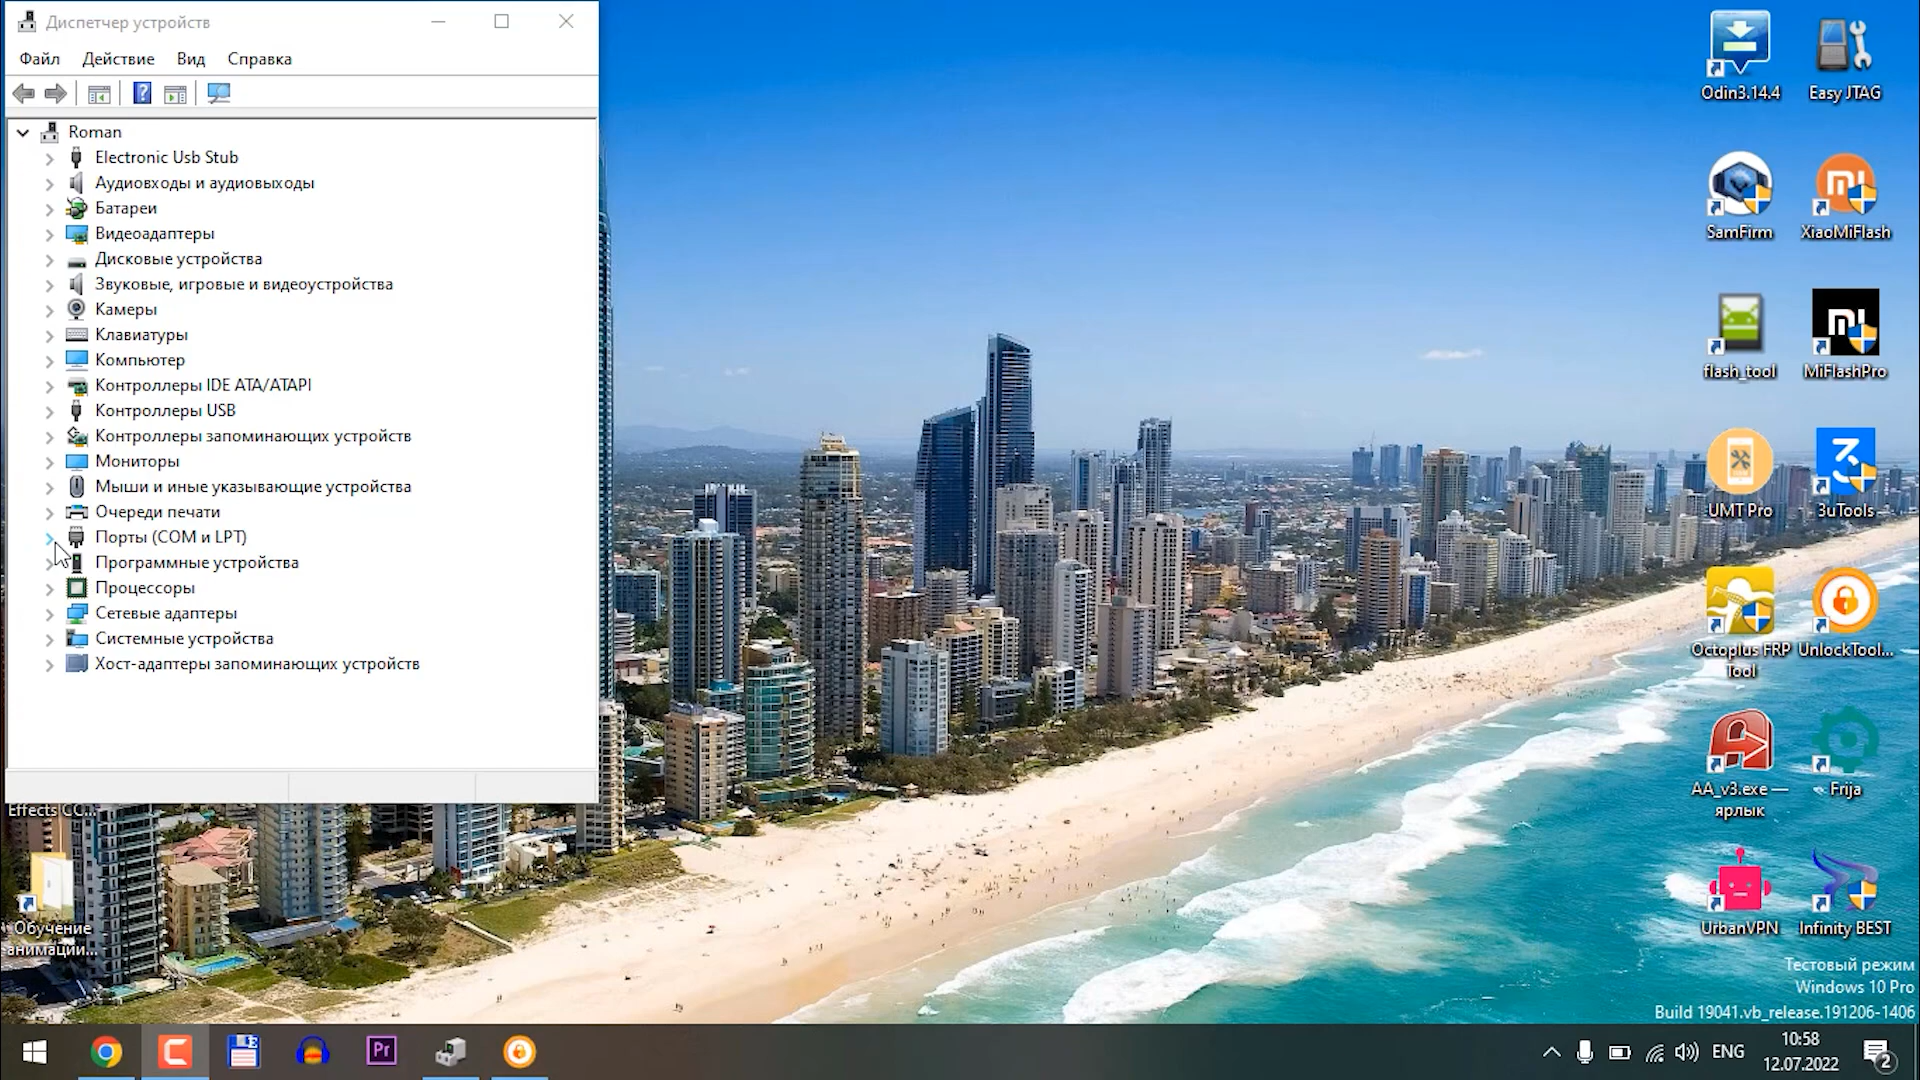 Диспетчер устройств
Файл Действие Вид Справка
Roman
Electronic Usb Stub
Аудиовходы и аудиовыходы
Батареи
Видеоадаптеры
Дисковые устройства
Звуковые, игровые и видеоустройства
Камеры
Клавиатуры
Компьютер
Контроллеры IDE ATA/ATAPI
Контроллеры USB
Контроллеры запоминающих устройств
Мониторы
Мыши и иные указывающие устройства
Очереди печати
Порты (COM и LPT)
Программные устройства
Процессоры
Сетевые адаптеры
Системные устройства
Хост-адаптеры запоминающих устройств
Effects CC...
Обучение
анимации...
Odin3.14.4
Easy JTAG
SamFirm
XiaoMiFlash
flash_tool
MiFlashPro
UMT Pro
3uTools
Octoplus FRP
Tool
UnlockTool...
AA_v3.exe —
ярлык
Frija
UrbanVPN
Infinity BEST
Тестовый режим
Windows 10 Pro
Build 19041.vb_release.191206-1406
Pr
ENG
10:58
12.07.2022
2